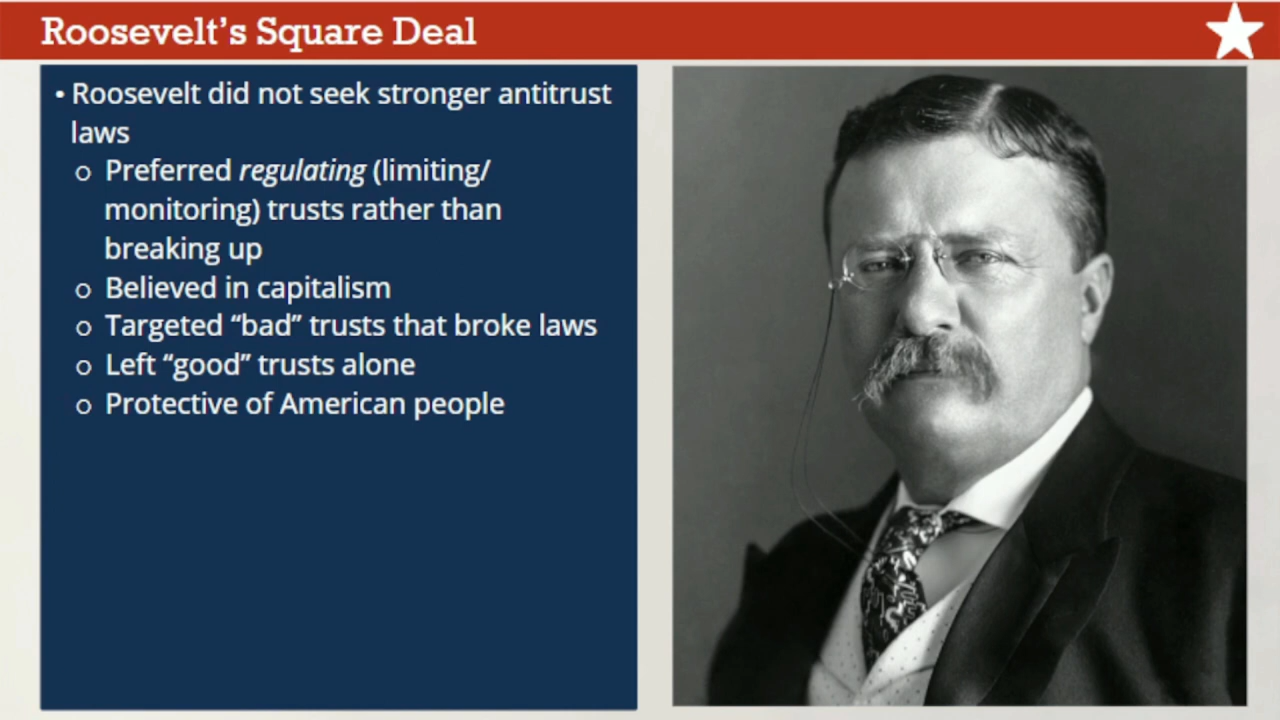 Roosevelt’s Square Deal
• Roosevelt did not seek stronger antitrust
laws
o Preferred regulating (limiting/
monitoring) trusts rather than
breaking up
o Believed in capitalism
o Targeted “bad” trusts that broke laws
o Left “good” trusts alone
o Protective of American people